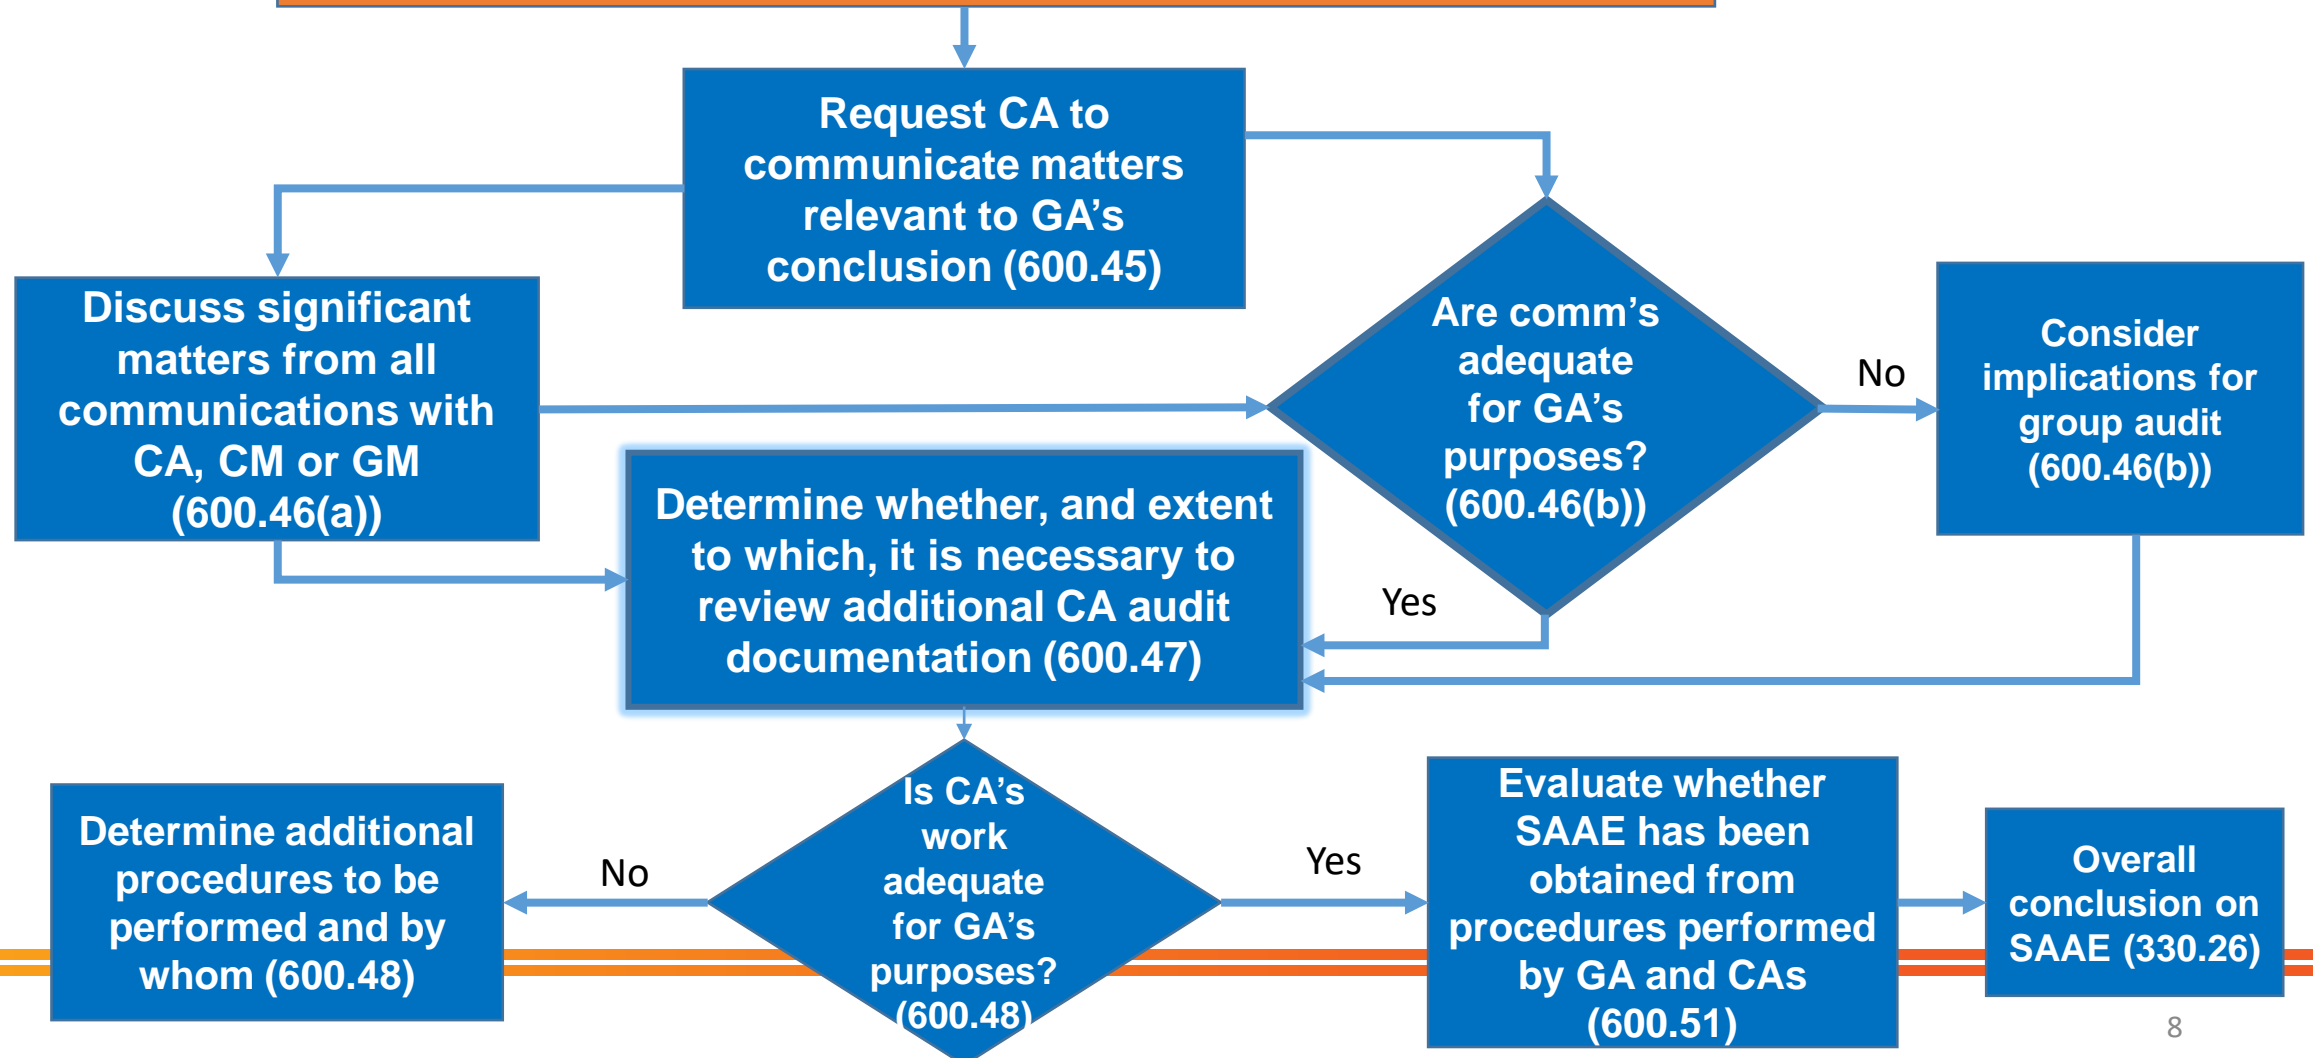 Request CA to
communicate matters
relevant to GA’s
conclusion (600.45)
Discuss significant
matters from all
communications with
CA, CM or GM
(600.46(a))
Are comm’s
adequate
for GA’s
purposes?
(600.46(b))
No
Consider
implications for
group audit
(600.46(b))
Determine whether, and extent
to which, it is necessary to
review additional CA audit
documentation (600.47)
Yes
Determine additional
procedures to be
performed and by
whom (600.48)
No
Is CA’s
work
adequate
for GA’s
purposes?
(600.48)
Yes
Evaluate whether
SAAE has been
obtained from
procedures performed
by GA and CAs
(600.51)
Overall
conclusion on
SAAE (330.26)
8